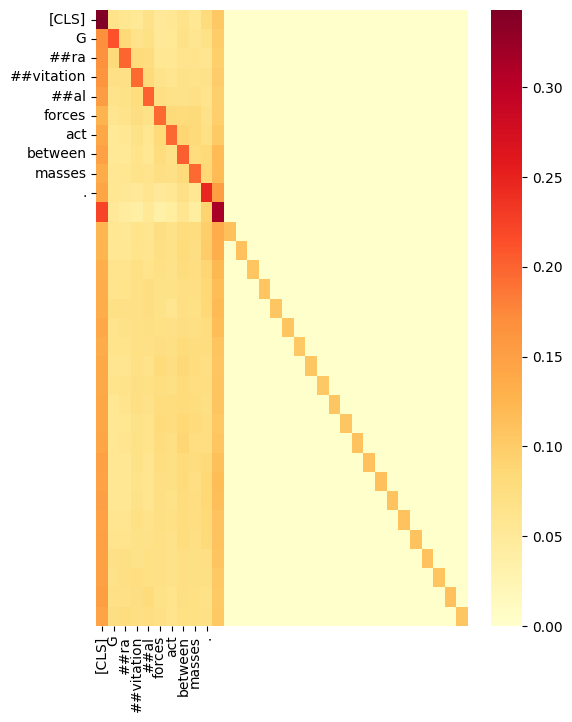 [CLS]
G
##ra
##vitation
##al
forces
act
between
masses
.
0.30
0.25
0.20
0.15
0.10
0.05
0.00
[CLS]
G
##ra
##vitation
##al
forces
act
between
masses
.